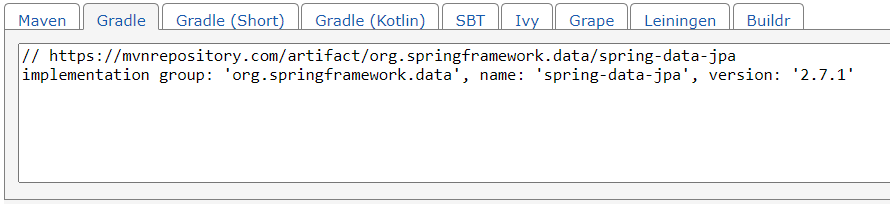 Maven Gradle Gradle (Short) Gradle (Kotlin) SBT Ivy Grape Leiningen Buildr
// https://mvnrepository.com/artifact/org.springframework.data/spring-data-jpa
implementation group: 'org.springframework.data', name: 'spring-data-jpa', version: '2.7.1'